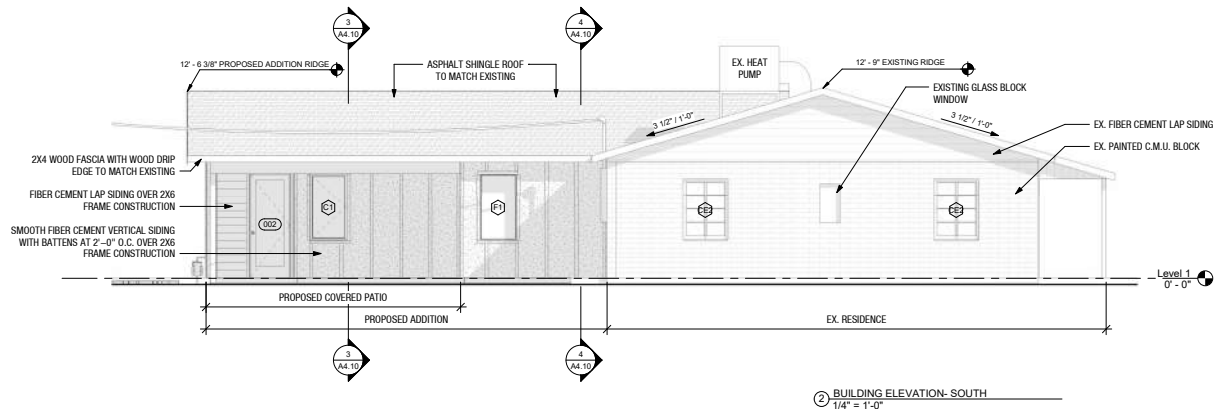 3
A4.10
4
A4.10
12' - 6 3/8" PROPOSED ADDITION RIDGE
ASPHALT SHINGLE ROOF
TO MATCH EXISTING
EX. HEAT
PUMP
12' - 9" EXISTING RIDGE
EXISTING GLASS BLOCK
WINDOW
3 1/2" / 1'-0"
3 1/2" / 1'-0"
EX. FIBER CEMENT LAP SIDING
EX. PAINTED C.M.U. BLOCK
2X4 WOOD FASCIA WITH WOOD DRIP
EDGE TO MATCH EXISTING
FIBER CEMENT LAP SIDING OVER 2X6
FRAME CONSTRUCTION
SMOOTH FIBER CEMENT VERTICAL SIDING
WITH BATTENS AT 2'-0" O.C. OVER 2X6
FRAME CONSTRUCTION
002
C1
F1
CE2
CE2
Level 1
0' - 0"
PROPOSED COVERED PATIO
PROPOSED ADDITION
EX. RESIDENCE
3
A4.10
4
A4.10
2 BUILDING ELEVATION- SOUTH
1/4" = 1'-0"